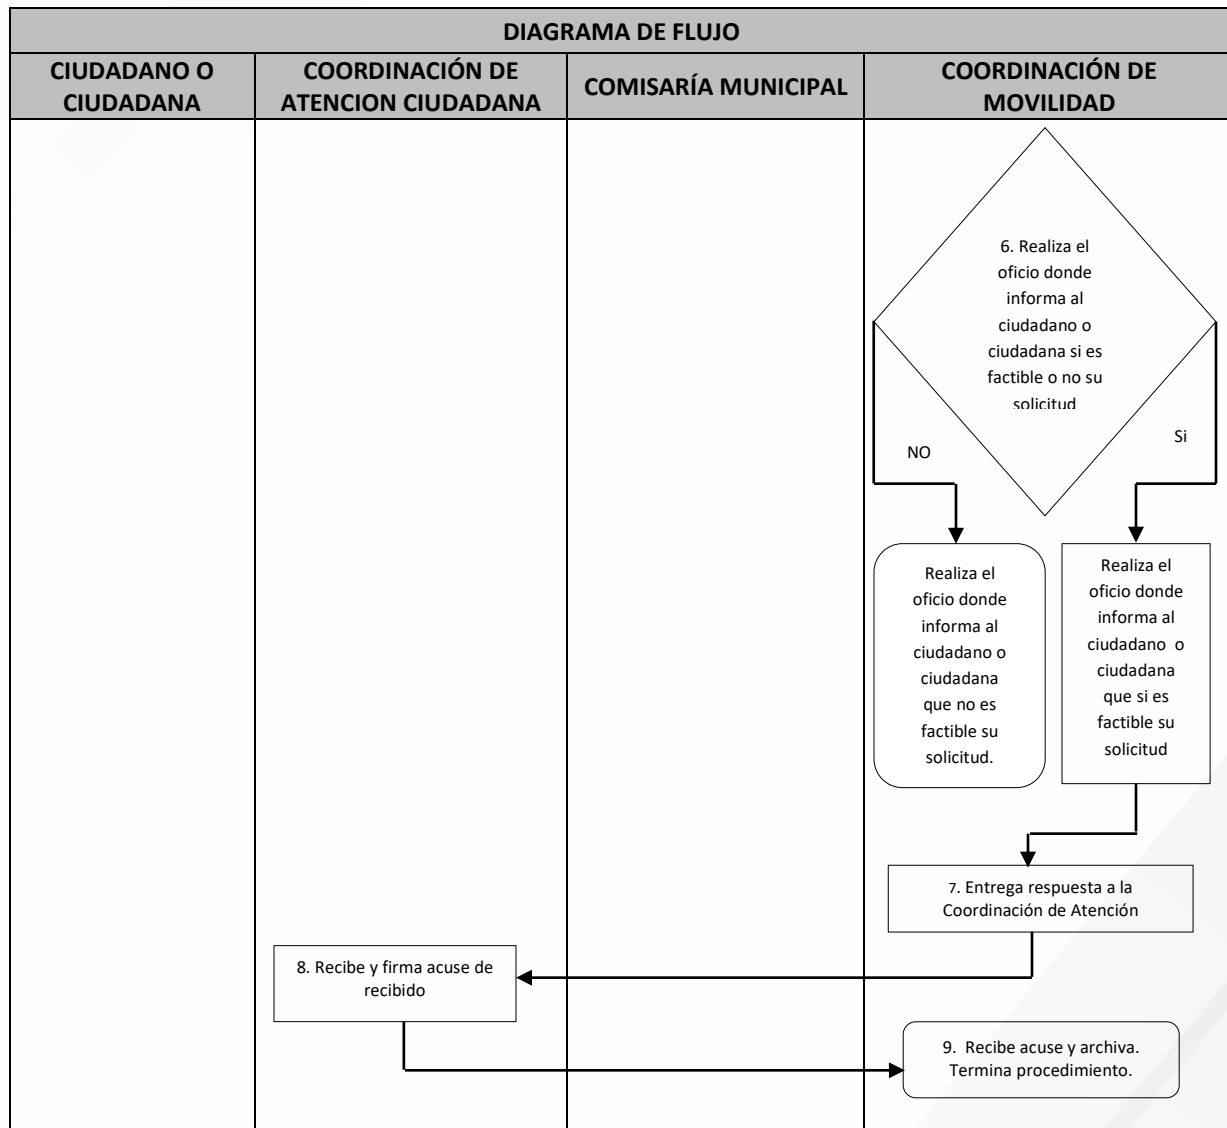 DIAGRAMA DE FLUJO
CIUDADANO O
CIUDADANA
COORDINACIÓN DE
ATENCION CIUDADANA
COMISARÍA MUNICIPAL
COORDINACIÓN DE
MOVILIDAD
6. Realiza el
oficio donde
informa al
ciudadano o
ciudadana si es
factible o no su
solicitud
NO
Si
Realiza el
oficio donde
informa al
ciudadano o
ciudadana
que no es
factible su
solicitud.
Realiza el
oficio donde
informa al
ciudadano o
ciudadana
que si es
factible su
solicitud
7. Entrega respuesta a la
Coordinación de Atención
8. Recibe y firma acuse de
recibido
9. Recibe acuse y archiva.
Termina procedimiento.